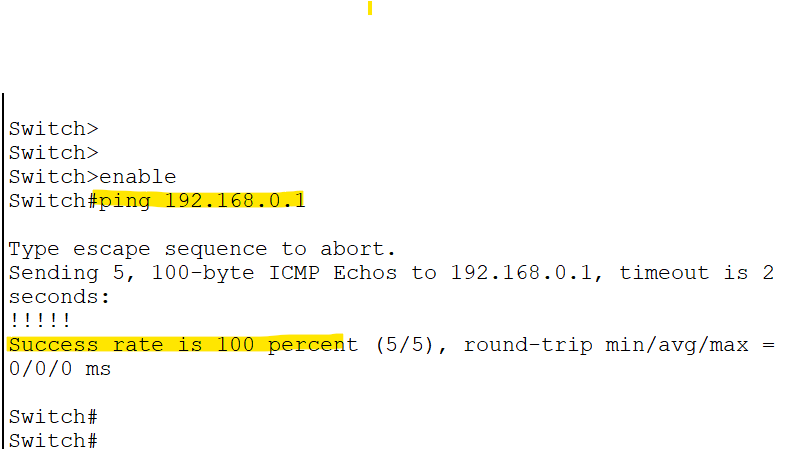 Switch>
Switch>
Switch>enable
Switch#ping 192.168.0.1
Type escape sequence to abort.
Sending 5, 100-byte ICMP Echos to 192.168.0.1, timeout is 2
seconds:
!!!!!
Success rate is 100 percent (5/5), round-trip min/avg/max =
0/0/0 ms
Switch#
Switch#